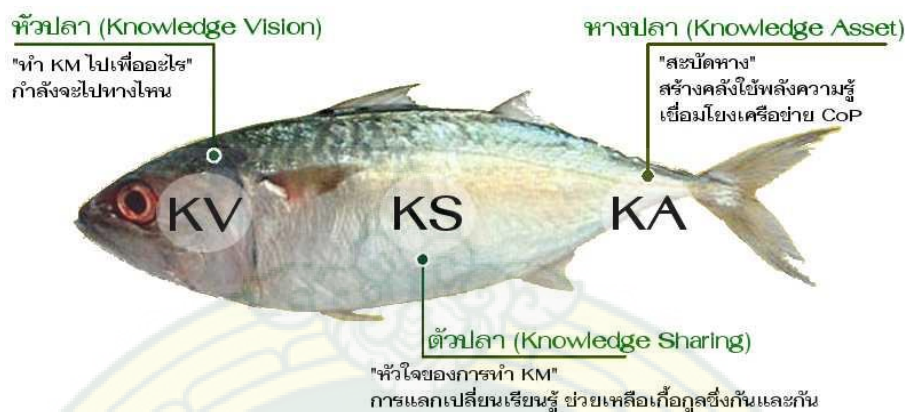 หัวปลา (Knowledge Vision)
"ทำ KM ไปเพื่ออะไร"
กำลังจะไปทางไหน
หางปลา (Knowledge Asset)
"สะบัดหาง"
สร้างคลังใช้พลังความรู้
เชื่อมโยงเครือข่าย CoP
KV
KS
KA
ตัวปลา (Knowledge Sharing)
"หัวใจของการทำ KM"
การแลกเปลี่ยนเรียนรู้ ช่วยเหลือเกื้อกูลซึ่งกันและกัน